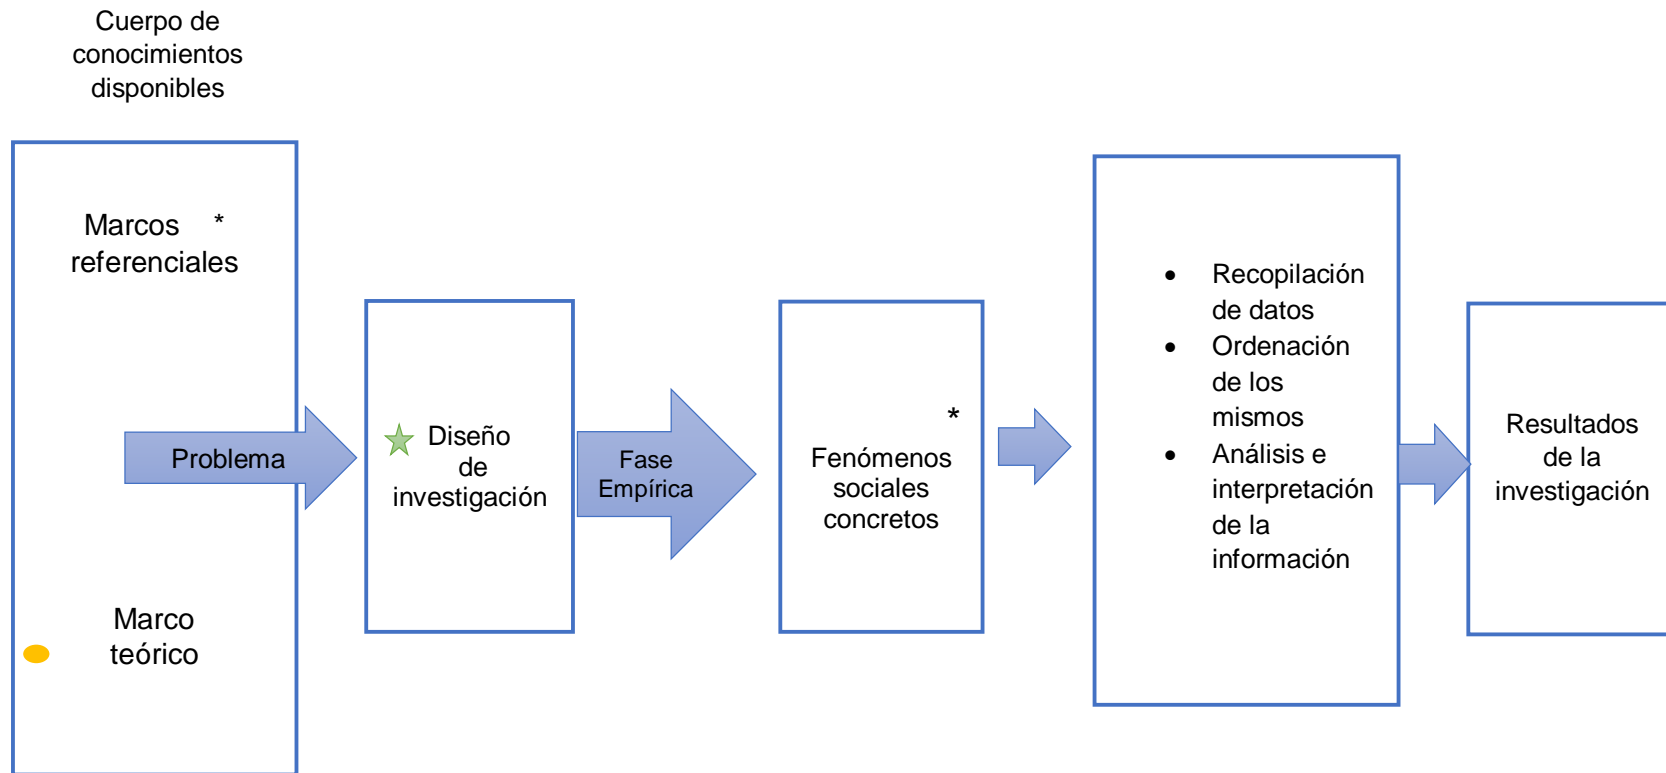 Cuerpo de
conocimientos
disponibles
Marcos *
referenciales
Problema
Marco
teórico
Diseño
de
investigación
Fase
Empírica
*
Fenómenos
sociales
concretos
• Recopilación
de datos
• Ordenación
de los
mismos
• Análisis e
interpretación
de la
información
Resultados
de la
investigación